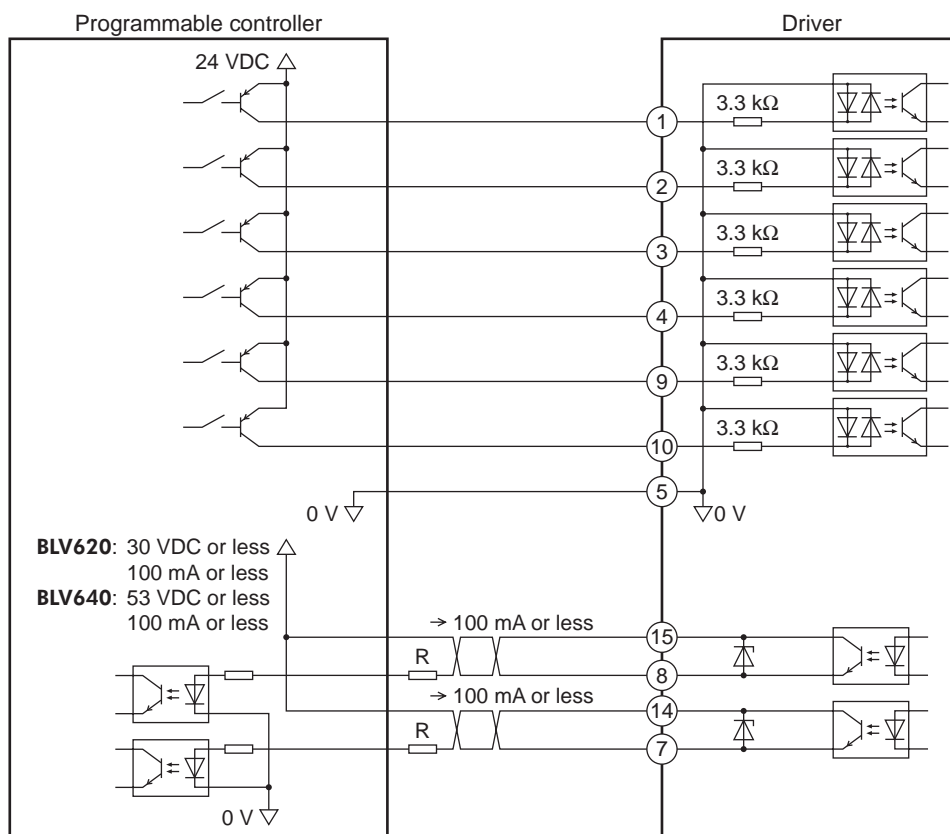 Programmable controller
Driver
24 VDC
1
3.3 kΩ
2
3.3 kΩ
3
3.3 kΩ
4
3.3 kΩ
9
3.3 kΩ
10
3.3 kΩ
5
0 V
0 V
BLV620: 30 VDC or less
100 mA or less
BLV640: 53 VDC or less
100 mA or less
→ 100 mA or less
15
R
8
→ 100 mA or less
14
R
7
0 V